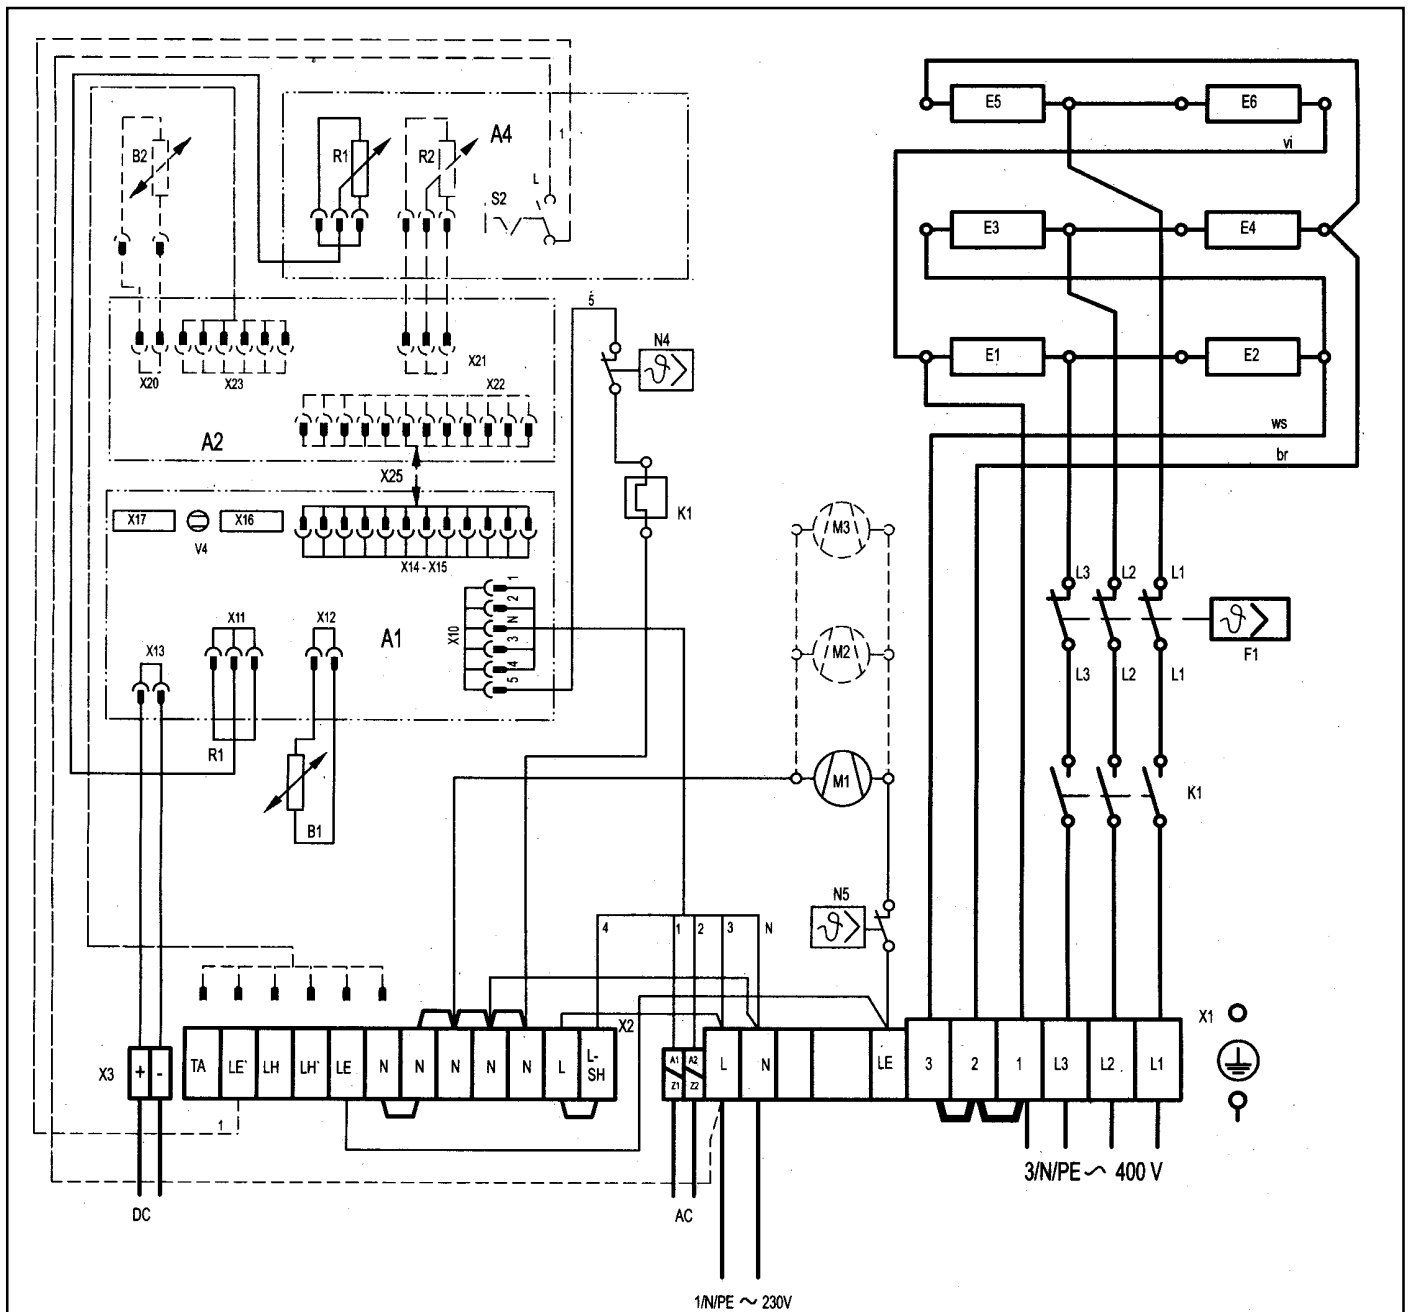 E5
E6
vi
1
A4
B2
R1
R2
L
S2
E3
E4
5
N4
X21
X20
X23
X22
E1
E2
A2
ws
br
X25
X17
X16
K1
V4
M3
X14 - X15
L3
L2
L1
1
2
N
3
4
5
X10
X11
X12
A1
M2
F1
X13
L3
L2
L1
R1
M1
K1
B1
N5
4
1
2
3
N
X2
X1
X3
+
-
TA
LE`
LH
LH`
LE
N
N
N
N
N
L
L-SH
A1
Z1
A2
Z2
L
N
LE
3
2
1
L3
L2
L1
1
3/N/PE ~ 400 V
DC
AC
1/N/PE ~ 230V